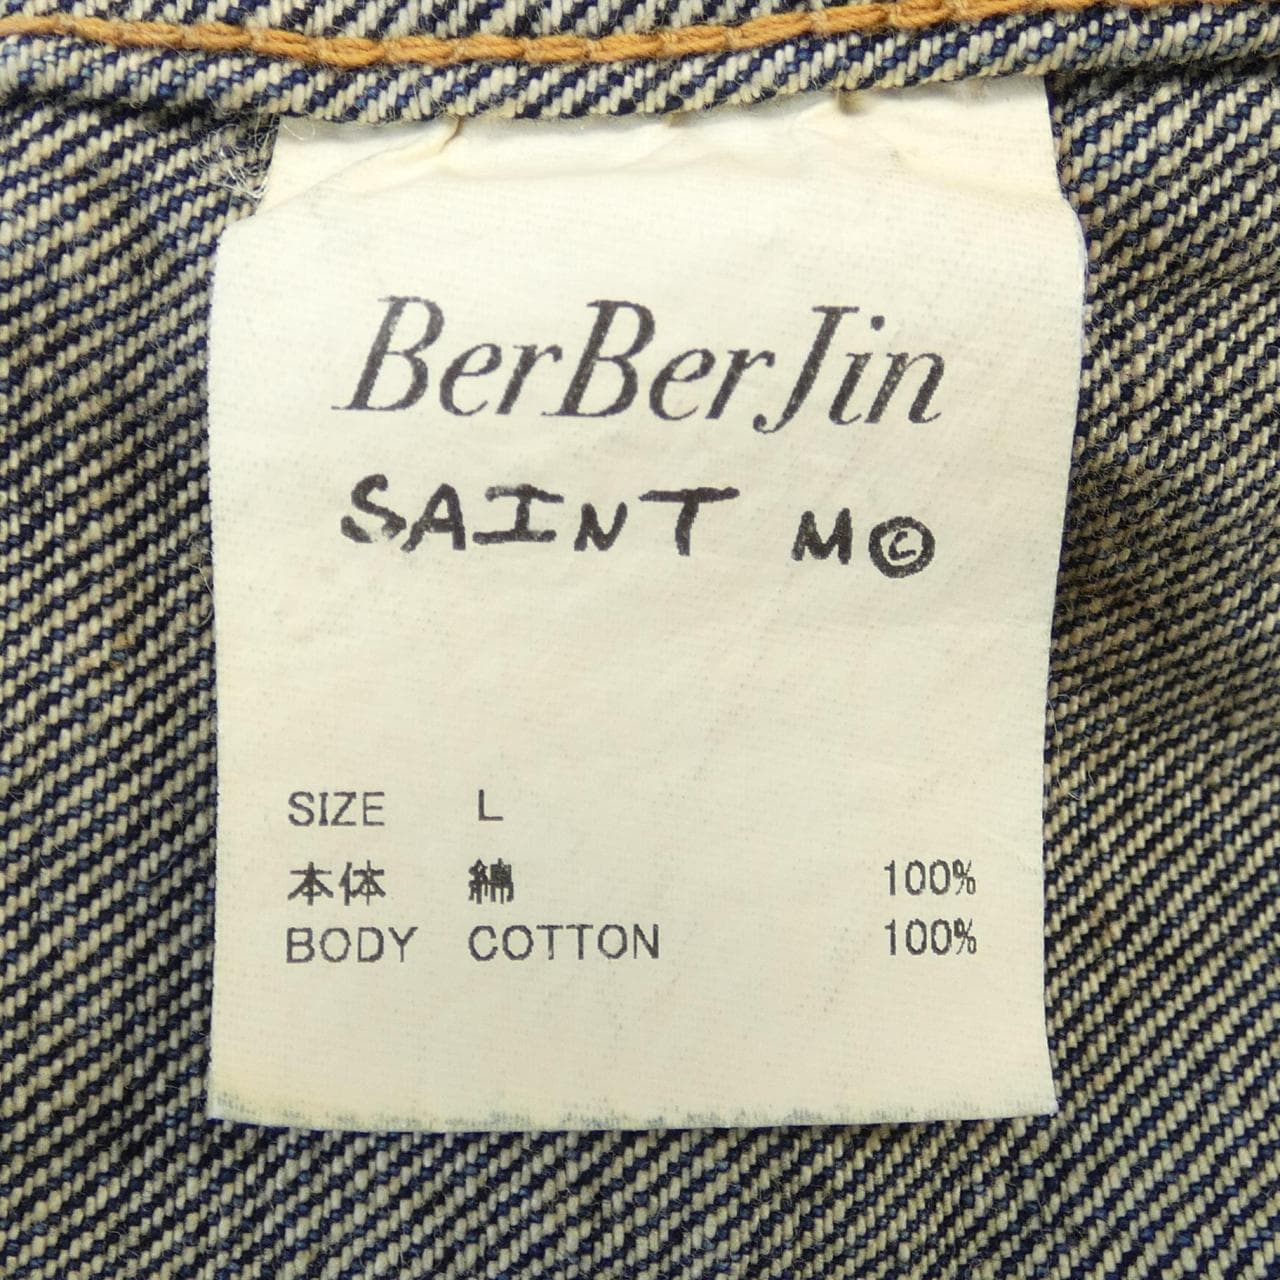 BerBerJin
SAINT M©
SIZE L
本体 綿 100%
BODY COTTON 100%